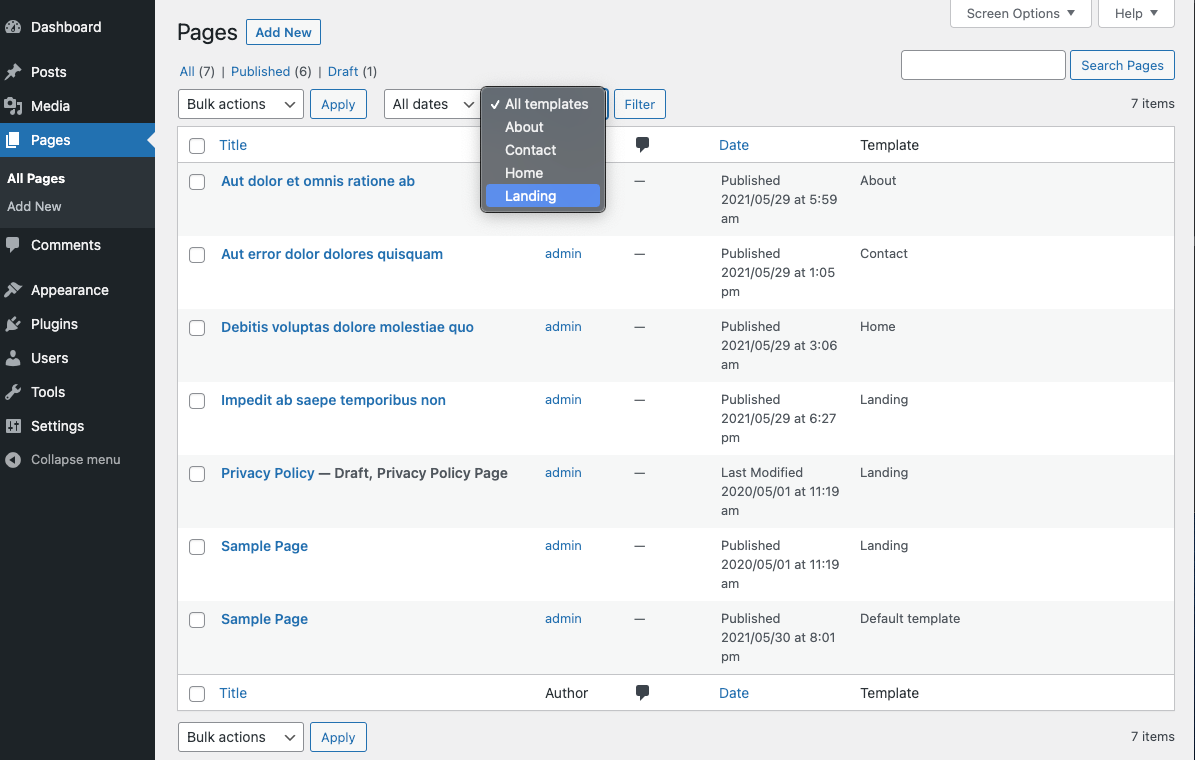 Dashboard
Posts
Media
Pages
All Pages
Add New
Comments
Appearance
Plugins
Users
Tools
Settings
Collapse menu
Screen Options ▼
Help ▼
Pages Add New
All (7) | Published (6) | Draft (1)
Search Pages
Bulk actions Apply All dates Filter 7 items
✓ All templates
About
Contact
Home
Landing
Title Date Template
Aut dolor et omnis ratione ab — Published About
2021/05/29 at 5:59
am
Aut error dolor dolores quisquam admin — Published Contact
2021/05/29 at 1:05
pm
Debitis voluptas dolore molestiae quo admin — Published Home
2021/05/29 at 3:06
am
Impedit ab saepe temporibus non admin — Published Landing
2021/05/29 at 6:27
pm
Privacy Policy — Draft, Privacy Policy Page admin — Last Modified Landing
2020/05/01 at 11:19
am
Sample Page admin — Published Landing
2020/05/01 at 11:19
am
Sample Page admin — Published Default template
2021/05/30 at 8:01
pm
Title Author Date Template
Bulk actions Apply 7 items